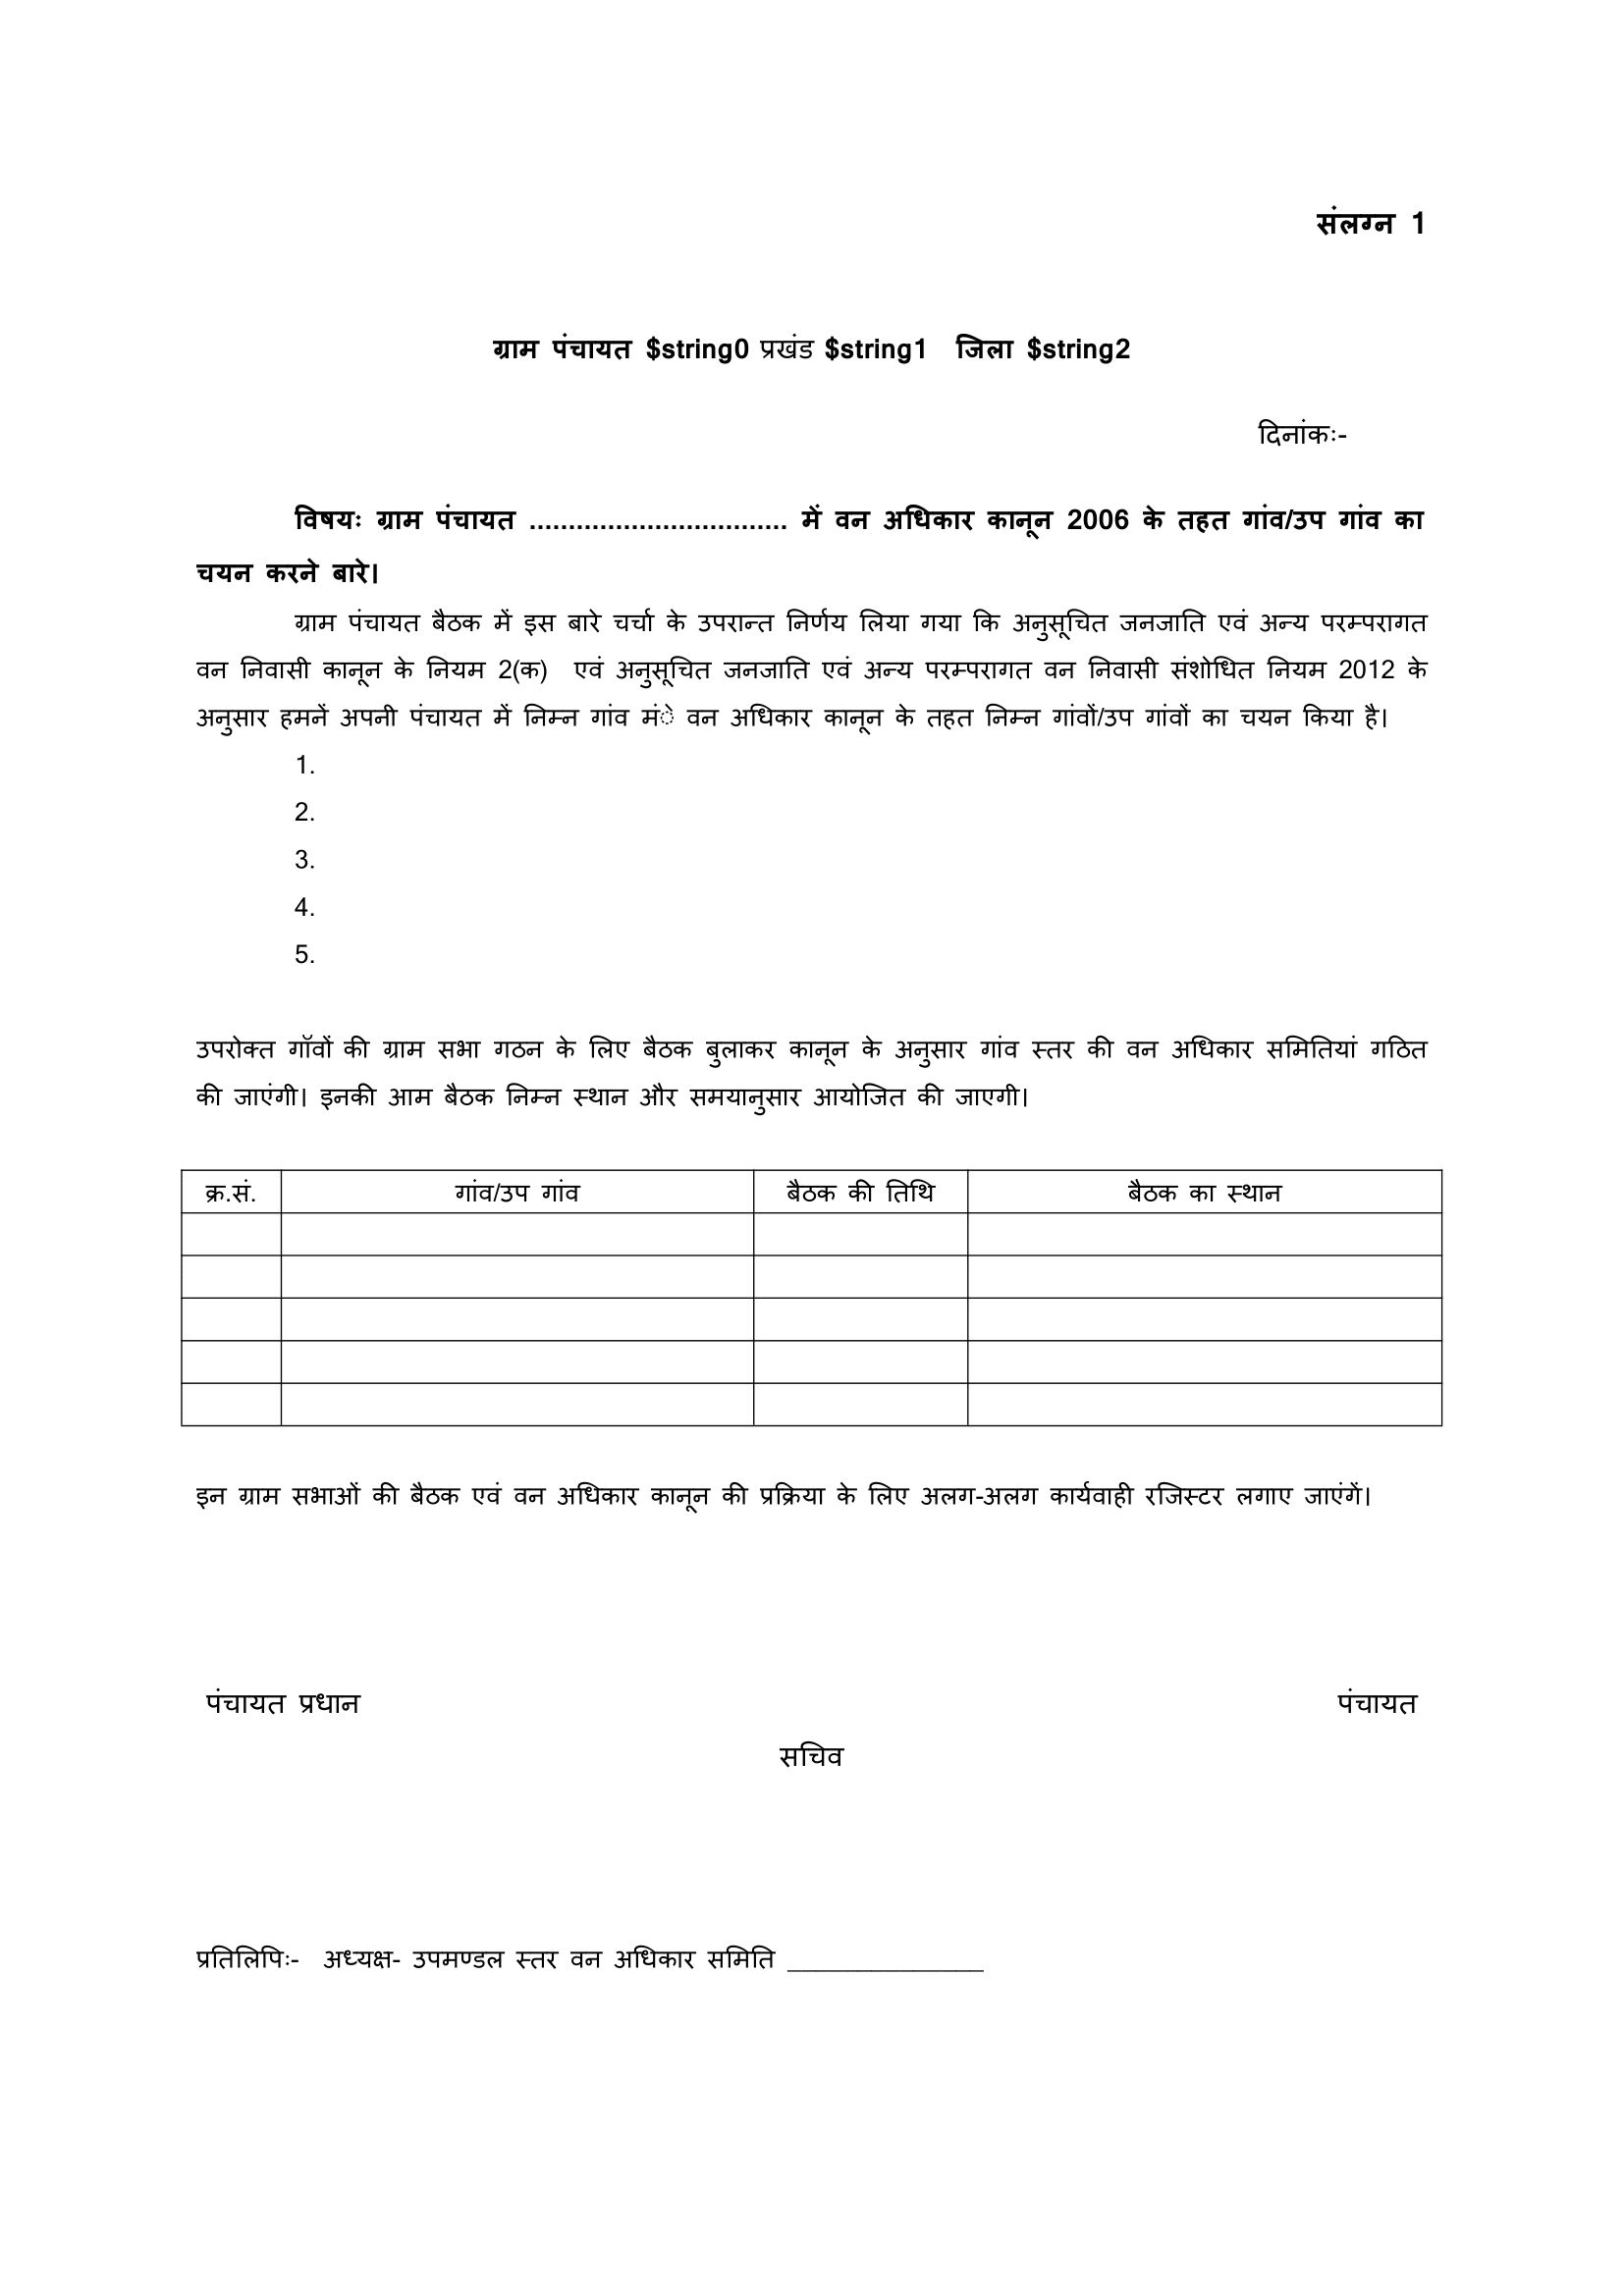 संलग्न 1
ग्राम पंचायत $string0 प्रखंड $string1 जिला $string2
दिनांकः-
विषयः ग्राम पंचायत ................................. में वन अधिकार कानून 2006 के तहत गांव/उप गांव का
चयन करने बारे।
ग्राम पंचायत बैठक में इस बारे चर्चा के उपरान्त निर्णय लिया गया कि अनुसूचित जनजाति एवं अन्य परम्परागत
वन निवासी कानून के नियम 2(क) एवं अनुसूचित जनजाति एवं अन्य परम्परागत वन निवासी संशोधित नियम 2012 के
अनुसार हमनें अपनी पंचायत में निम्न गांव मंे वन अधिकार कानून के तहत निम्न गांवों/उप गांवों का चयन किया है।
1.
2.
3.
4.
5.
उपरोक्त गॉवों की ग्राम सभा गठन के लिए बैठक बुलाकर कानून के अनुसार गांव स्तर की वन अधिकार समितियां गठित
की जाएंगी। इनकी आम बैठक निम्न स्थान और समयानुसार आयोजित की जाएगी।
क्र.सं. गांव/उप गांव बैठक की तिथि बैठक का स्थान
इन ग्राम सभाओं की बैठक एवं वन अधिकार कानून की प्रक्रिया के लिए अलग-अलग कार्यवाही रजिस्टर लगाए जाएंगें।
पंचायत प्रधान पंचायत
सचिव
प्रतिलिपिः- अध्यक्ष- उपमण्डल स्तर वन अधिकार समिति ______________